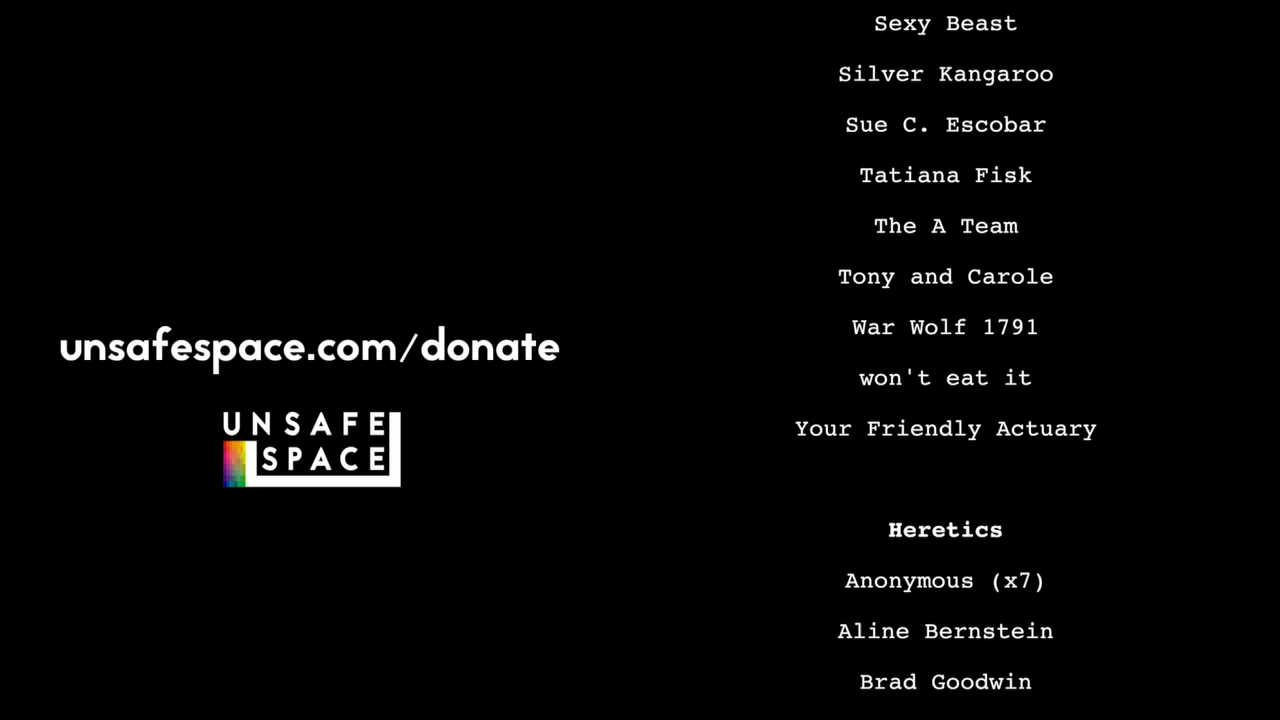 unsafespace.com/donate
UNSAFE
SPACE
Sexy Beast
Silver Kangaroo
Sue C. Escobar
Tatiana Fisk
The A Team
Tony and Carole
War Wolf 1791
won't eat it
Your Friendly Actuary
Heretics
Anonymous (x7)
Aline Bernstein
Brad Goodwin